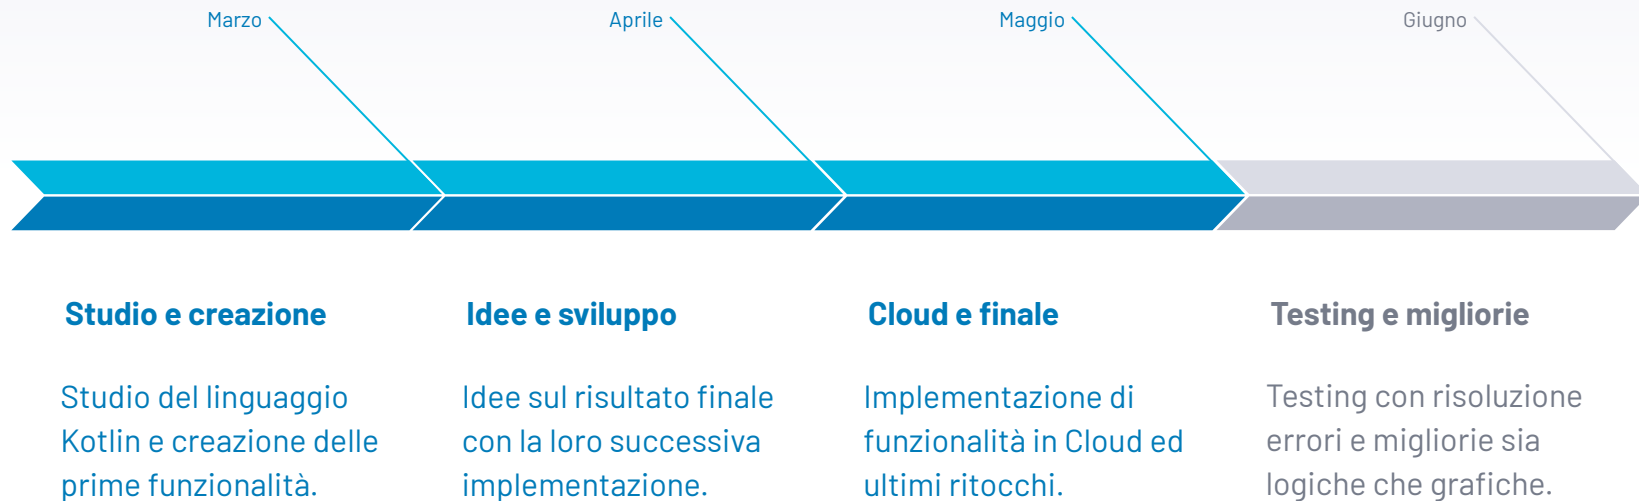 Marzo
Aprile
Maggio
Giugno
Studio e creazione
Idee e sviluppo
Cloud e finale
Testing e migliorie
Studio del linguaggio
Kotlin e creazione delle
prime funzionalità.
Idee sul risultato finale
con la loro successiva
implementazione.
Implementazione di
funzionalità in Cloud ed
ultimi ritocchi.
Testing con risoluzione
errori e migliorie sia
logiche che grafiche.